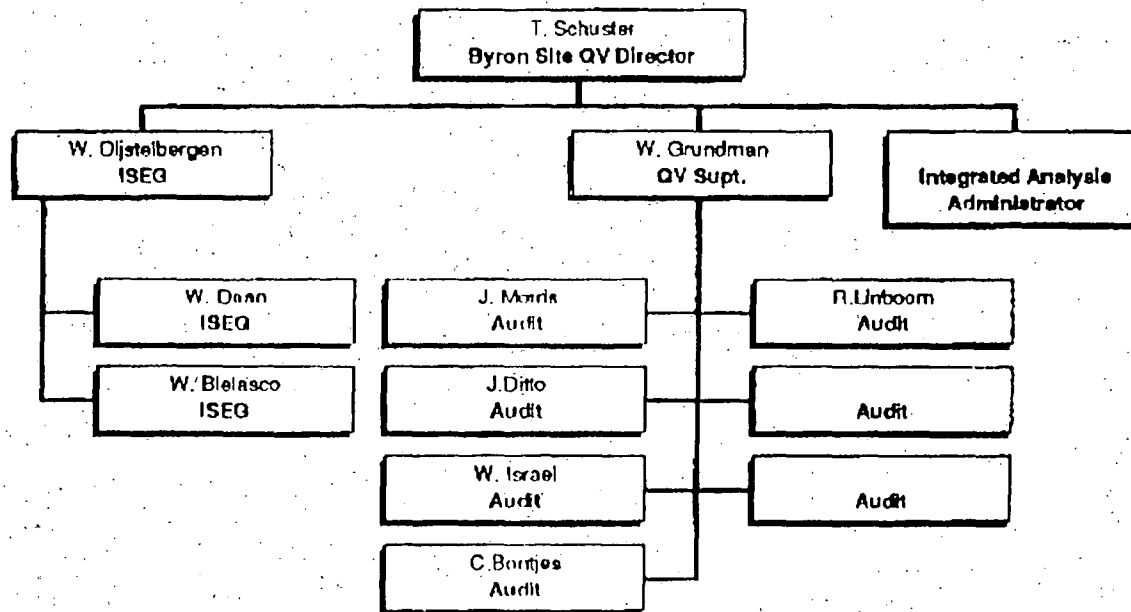 T. Schuster
Byron Site QV Director
W. Dijstelbergen
ISEG
W. Grundman
QV Supt.
Integrated Analysis
Administrator
W. Dean
ISEG
J. Morris
Audit
R.Unboom
Audit
W. Bielasco
ISEG
J.Ditto
Audit
Audit
W. Israel
Audit
Audit
C.Bontjes
Audit